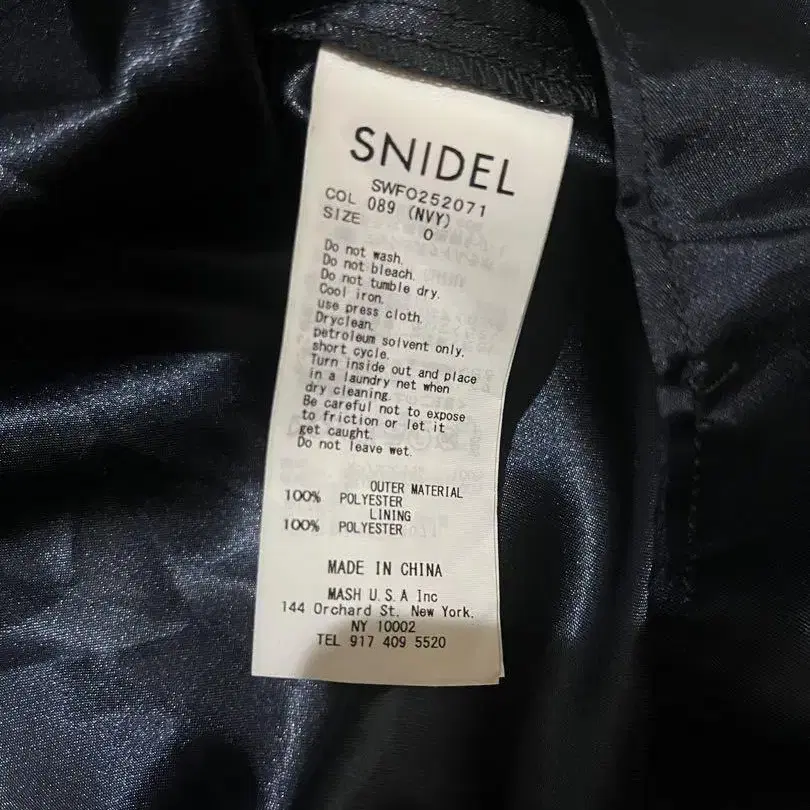 SNIDEL
SWFO252071
COL 089 (NVY)
SIZE 0
Do not wash.
Do not bleach.
Do not tumble dry.
Cool iron.
use press cloth.
Dryclean.
petroleum solvent only,
short cycle.
Turn inside out and place
in a laundry net when
dry cleaning.
Be careful not to expose
to friction or let it
get caught.
Do not leave wet.
OUTER MATERIAL
100% POLYESTER
LINING
100% POLYESTER
MADE IN CHINA
MASH U.S.A Inc
144 Orchard St, New York,
NY 10002
TEL 917 409 5520